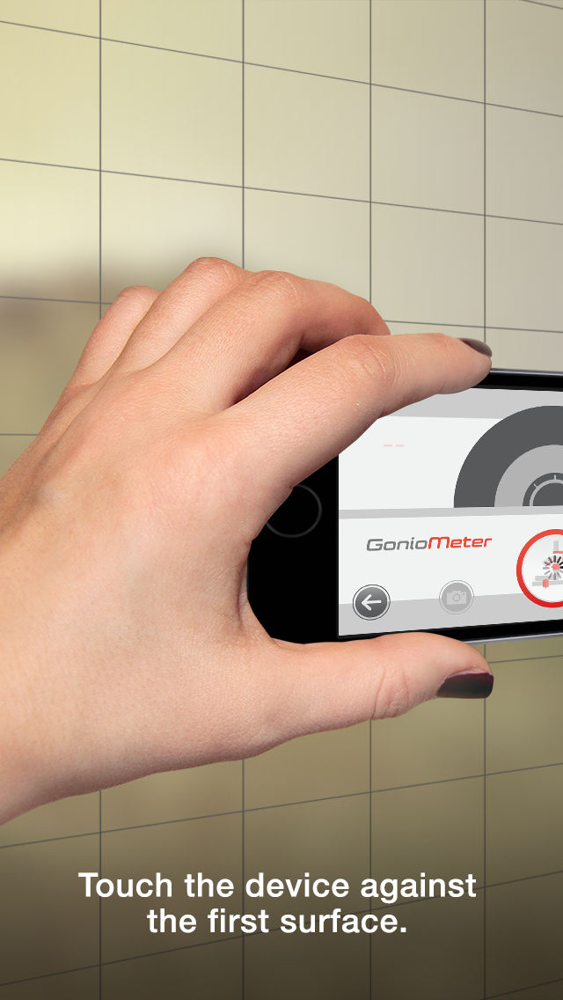 -- 
GonioMeter
Touch the device against
the first surface.